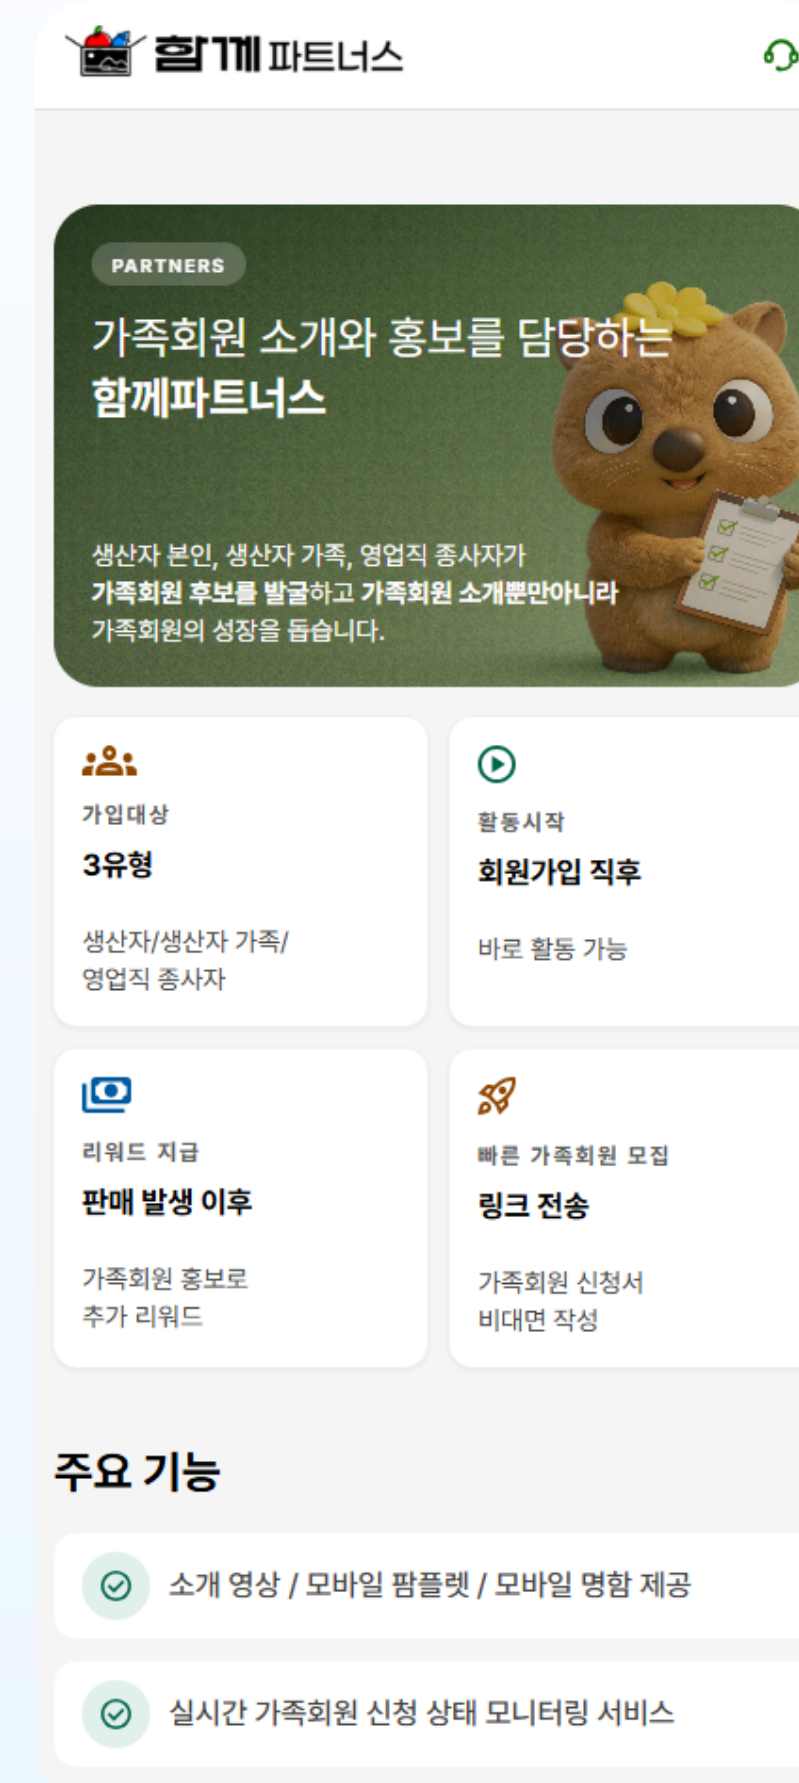 함께 파트너스
PARTNERS
가족회원 소개와 홍보를 담당하는
함께파트너스
생산자 본인, 생산자 가족, 영업직 종사자가
가족회원 후보를 발굴하고 가족회원 소개뿐만아니라
가족회원의 성장을 돕습니다.
가입대상
3유형
생산자/생산자 가족/
영업직 종사자
활동시작
회원가입 직후
바로 활동 가능
리워드 지급
판매 발생 이후
가족회원 홍보로
추가 리워드
빠른 가족회원 모집
링크 전송
가족회원 신청서
비대면 작성
주요 기능
소개 영상 / 모바일 팜플렛 / 모바일 명함 제공
실시간 가족회원 신청 상태 모니터링 서비스